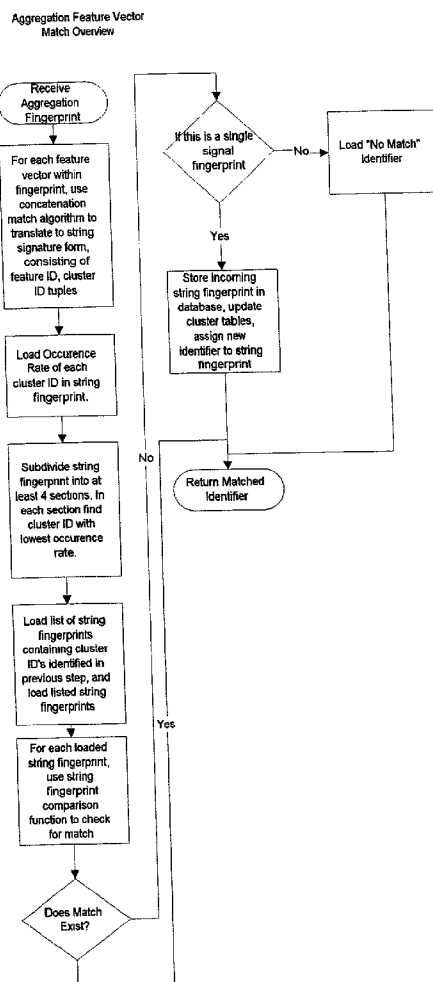 Aggregation Feature Vector
Match Overview
Receive
Aggregation
Fingerprint
For each feature
vector within
fingerprint, use
concatenation
match algorithm to
translate to string
signature form,
consisting of
feature ID, cluster
ID tuples
Load Occurence
Rate of each
cluster ID in string
fingerprint.
Subdivide string
fingerprint into at
least 4 sections. In
each section find
cluster ID with
lowest occurence
rate.
Load list of string
fingerprints
containing cluster
ID's identified in
previous step, and
load listed string
fingerprints
For each loaded
string fingerprint,
use string
fingerprint
comparison
function to check
for match
Does Match
Exist?
No
Yes
If this is a single
signal
fingerprint
No
Load "No Match"
Identifier
Yes
Store Incoming
string fingerprint in
database, update
cluster tables,
assign new
identifier to string
fingerprint
Return Matched
Identifier